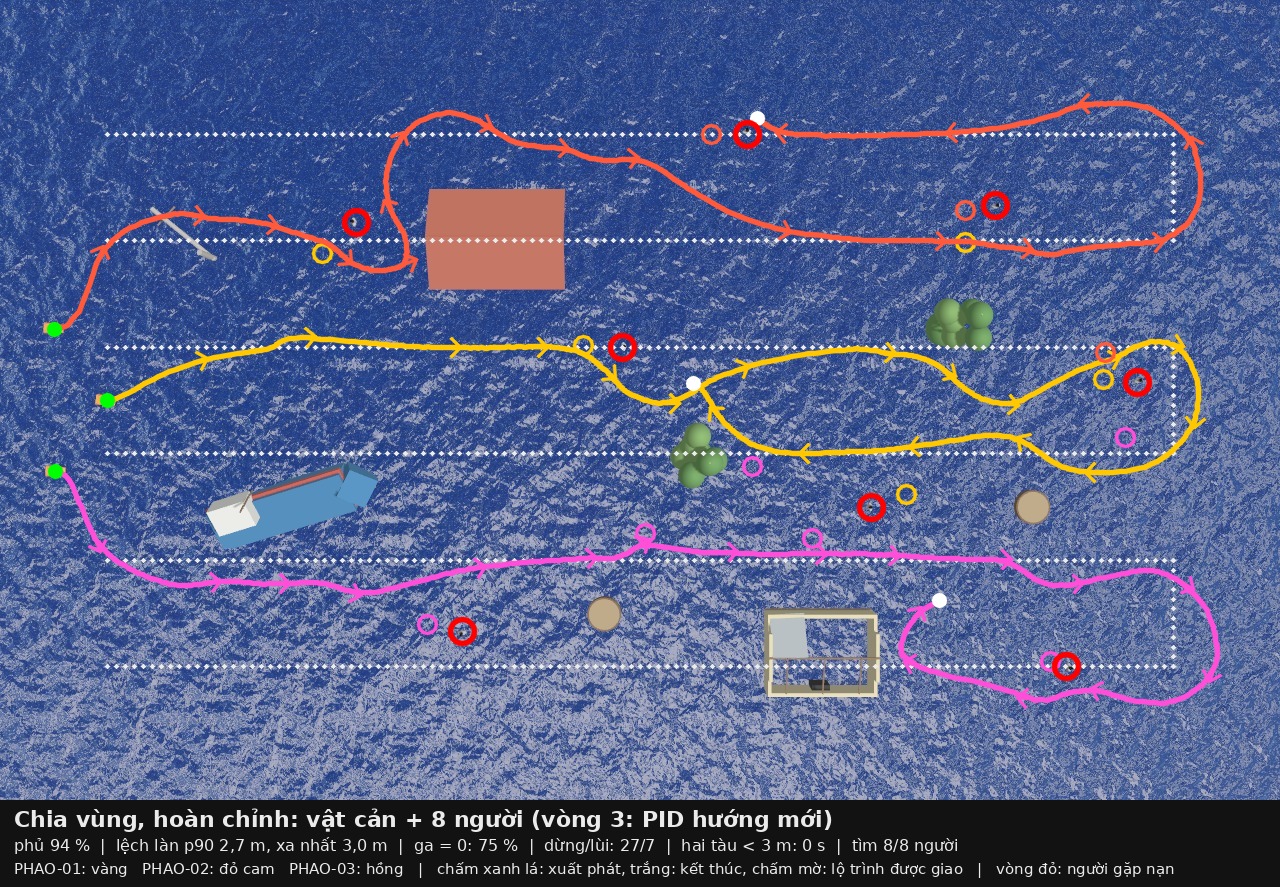 Chia vùng, hoàn chỉnh: vật cản + 8 người (vòng 3: PID hướng mới)
phủ 94 % | lệch làn p90 2,7 m, xa nhất 3,0 m | ga = 0: 75 % | dừng/lùi: 27/7 | hai tàu < 3 m: 0 s | tìm 8/8 người
PHAO-01: vàng PHAO-02: đỏ cam PHAO-03: hồng | chấm xanh lá: xuất phát, trắng: kết thúc, chấm mờ: lộ trình được giao | vòng đỏ: người gặp nạn